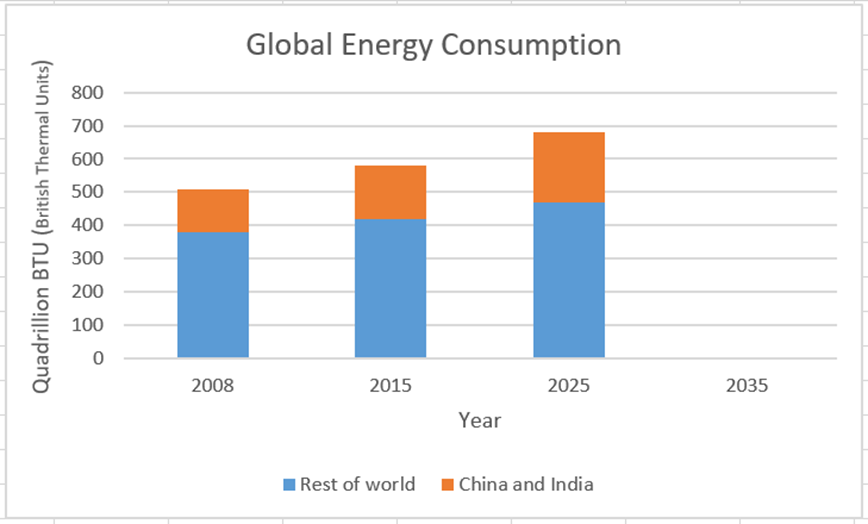 Global Energy Consumption
Quadrillion BTU (British Thermal Units)
800
700
600
500
400
300
200
100
0
2008 2015 2025 2035
Year
Rest of world China and India